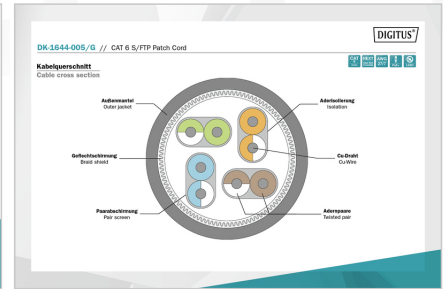 DIGITUS®
DK-1644-005/G // CAT 6 S/FTP Patch Cord
Kabelquerschnitt
Cable cross section
Außenmantel
Outer jacket
Aderisolierung
Isolation
Geflechtschirmung
Braid shield
Cu-Draht
Cu-Wire
Paarabschirmung
Pair screen
Adernpaare
Twisted pair